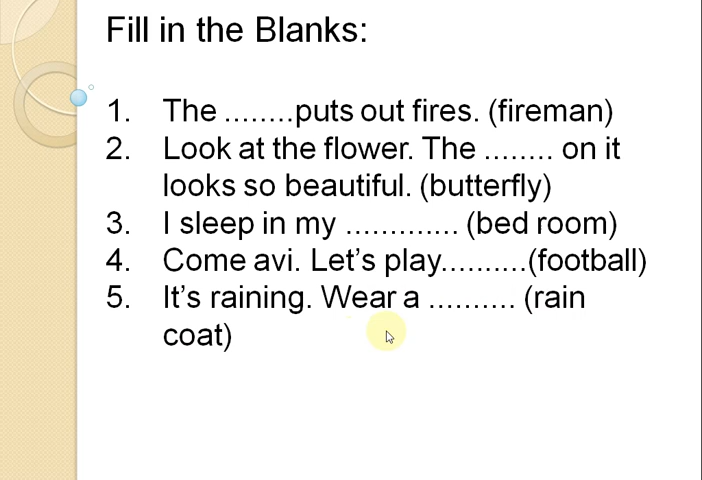 Fill in the Blanks:
1. The ........puts out fires. (fireman)
2. Look at the flower. The ........ on it
looks so beautiful. (butterfly)
3. I sleep in my ............. (bed room)
4. Come avi. Let’s play..........(football)
5. It’s raining. Wear a .......... (rain
coat)